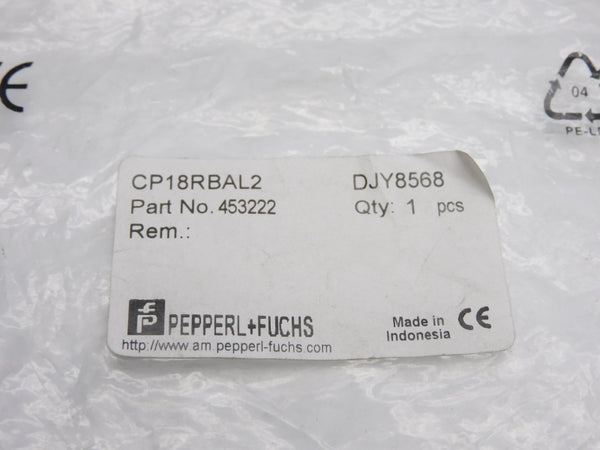 CE
04
PE-L
CP18RBAL2 DJY8568
Part No. 453222 Qty: 1 pcs
Rem.:
PEPPERL+FUCHS
Made in
Indonesia
CE
http://www.am.pepperl-fuchs.com